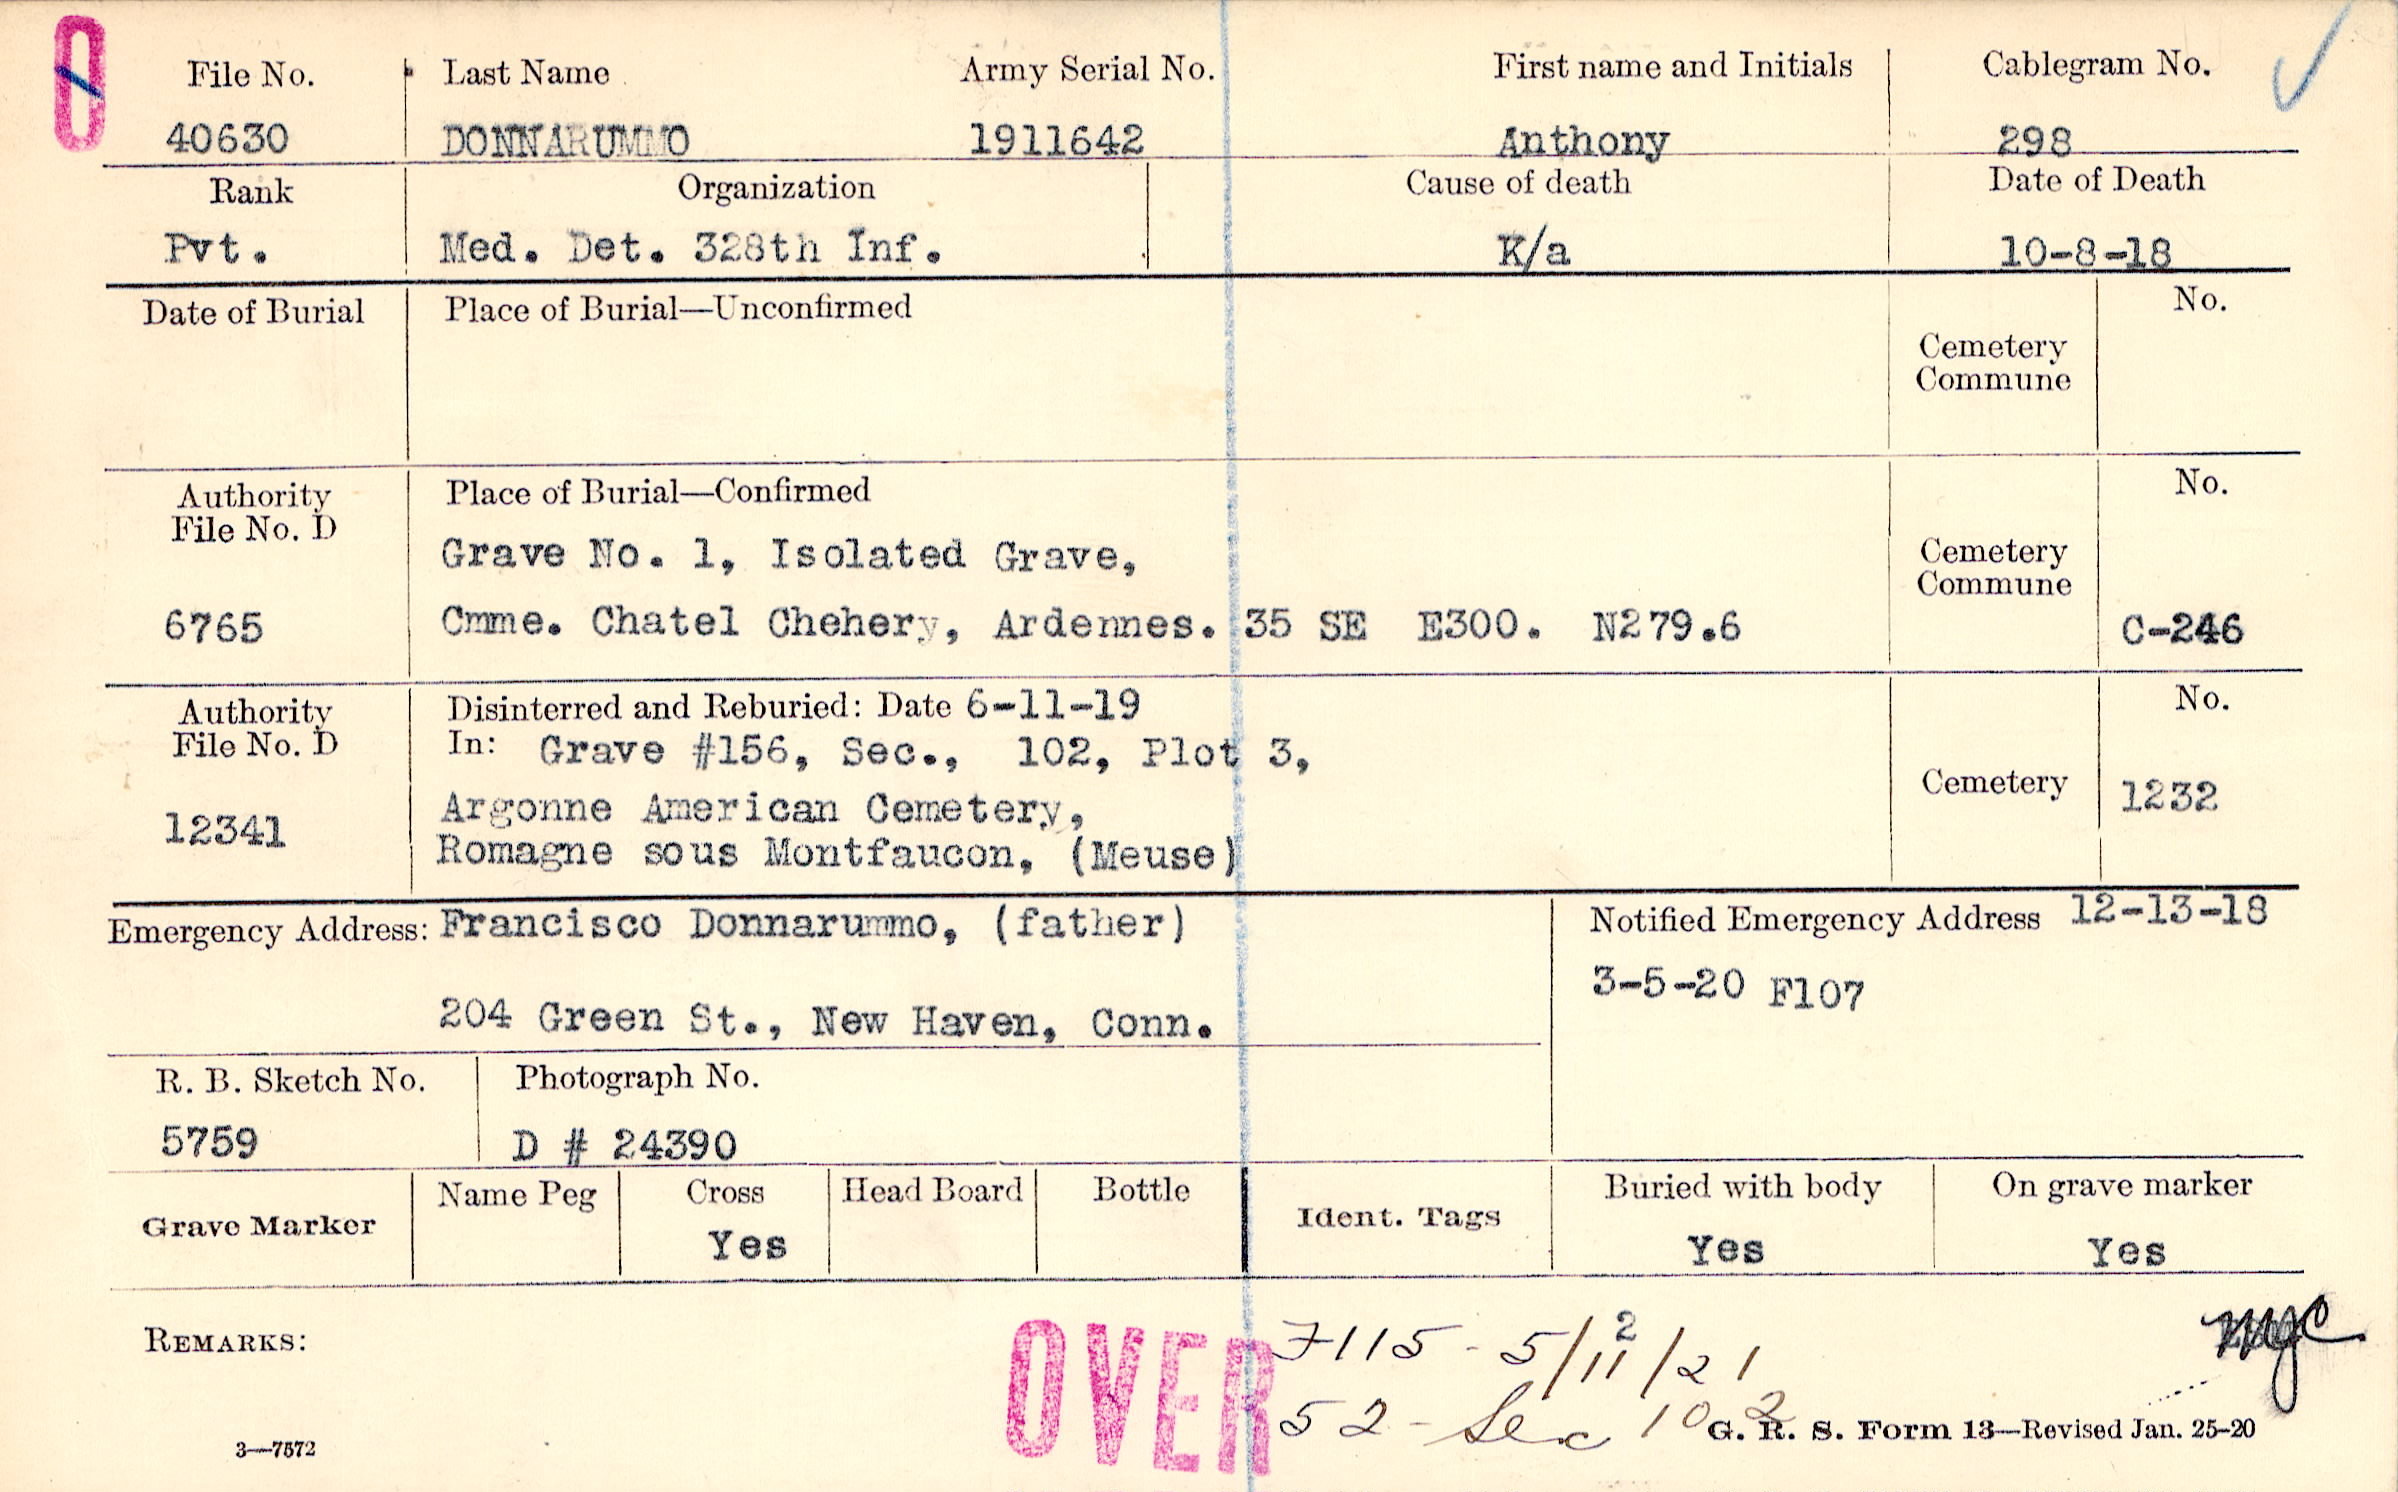 0
File No. Last Name Army Serial No. First name and Initials Cablegram No.
40630 DONNARUMMO 1911642 Anthony 298
Rank Organization Cause of death Date of Death
Pvt. Med. Det. 328th Inf. K/a 10-8-18
Date of Burial Place of Burial—Unconfirmed No.
Cemetery
Commune
Authority Place of Burial—Confirmed No.
File No. D
Grave No. 1, Isolated Grave, Cemetery
Commune
6765 Cmme. Chatel Chehery, Ardennes. 35 SE E300. N279.6 C-246
Authority Disinterred and Reburied: Date 6-11-19 No.
File No. D In: Grave #156, Sec., 102, Plot 3,
Cemetery 1232
12341 Argonne American Cemetery,
Romagne sous Montfaucon, (Meuse)
Emergency Address: Francisco Donnarummo, (father) Notified Emergency Address 12-13-18
3-5-20 F107
204 Green St., New Haven, Conn.
R. B. Sketch No. Photograph No.
5759 D # 24390
Grave Marker Name Peg Cross Head Board Bottle Ident. Tags Buried with body On grave marker
Yes Yes Yes
REMARKS: OVER 7115 - 5/11/21
2
52 - Sec 102
3—7572 G. R. S. Form 13—Revised Jan. 25-20